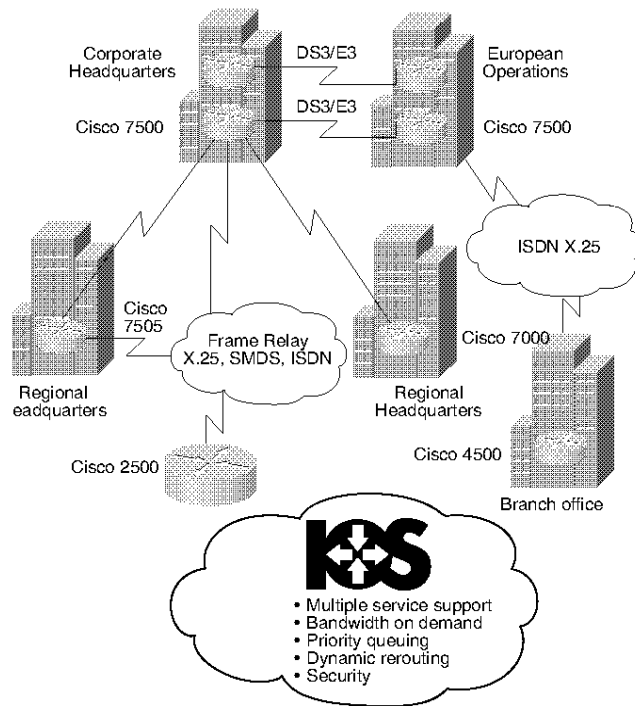 Corporate
Headquarters
DS3/E3
European
Operations
Cisco 7500
DS3/E3
Cisco 7500
ISDN X.25
Cisco
7505
Frame Relay
X.25, SMDS, ISDN
Cisco 7000
Regional
eadquarters
Regional
Headquarters
Cisco 2500
Cisco 4500
Branch office
IOS
• Multiple service support
• Bandwidth on demand
• Priority queuing
• Dynamic rerouting
• Security